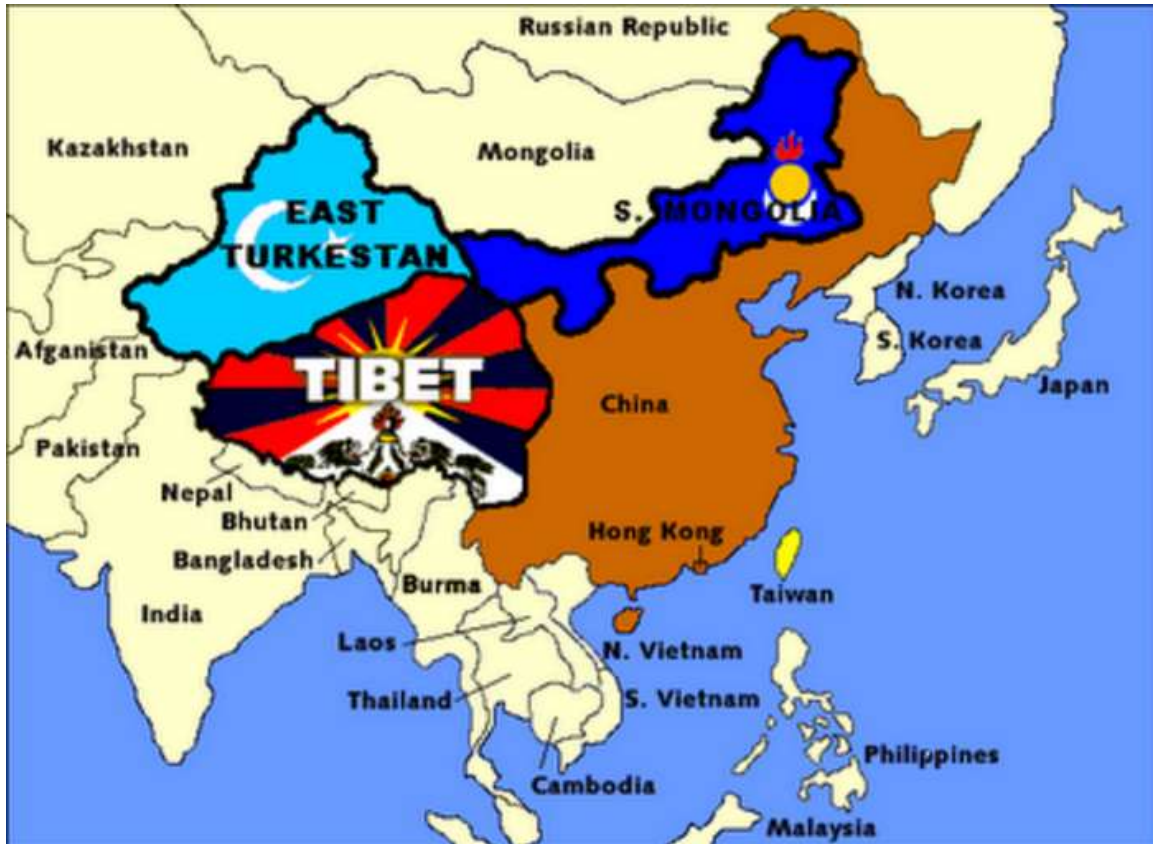 Russian Republic
Kazakhstan
Mongolia
EAST
TURKESTAN
S. MONGOLIA
N. Korea
S. Korea
Japan
Afganistan
TIBET
China
Pakistan
Nepal
Bhutan
Bangladesh
Hong Kong
Burma
India
Taiwan
Laos
N. Vietnam
Thailand
S. Vietnam
Philippines
Cambodia
Malaysia